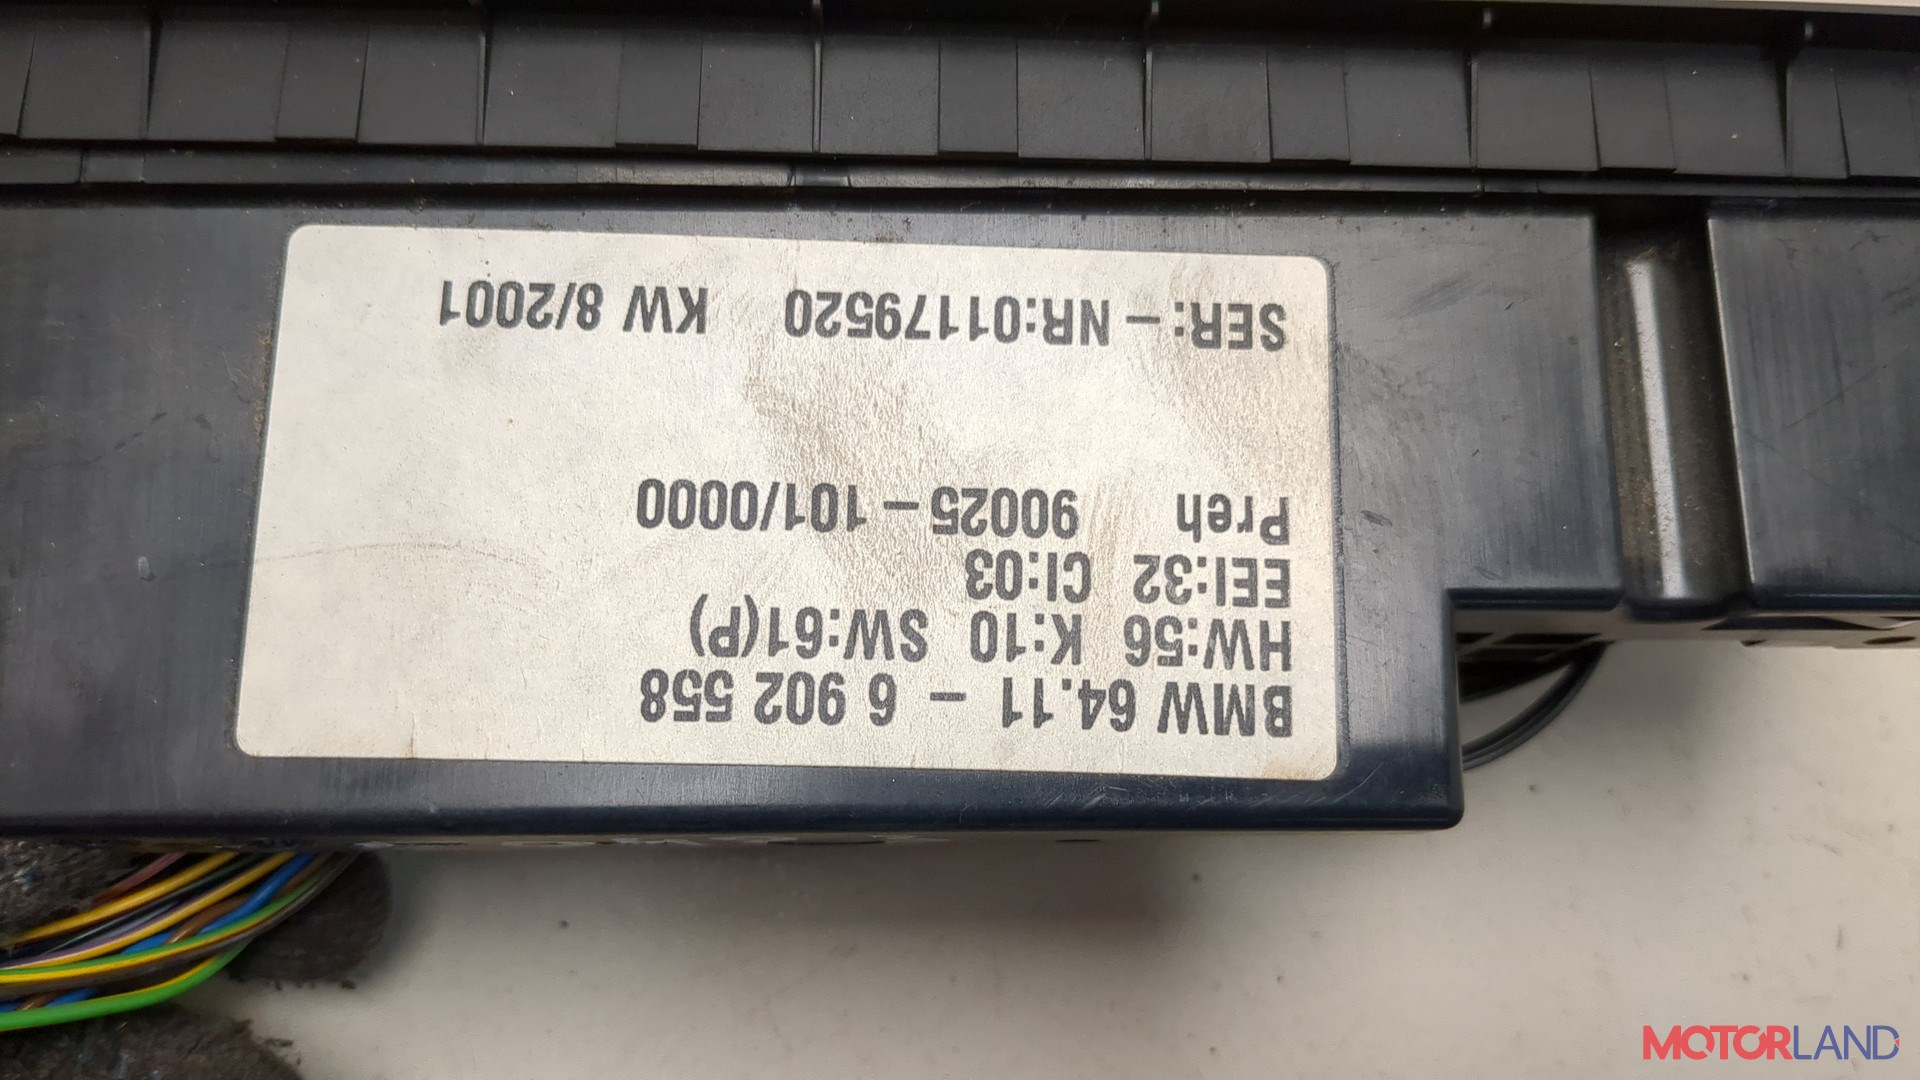 BMW 64.11 - 6 902 558
HW:56 K:10 SW:61(P)
EEI:32 CI:03
Preh 90025-101/0000
SER:-NR:01179520 KW 8/2001
MOTORLAND